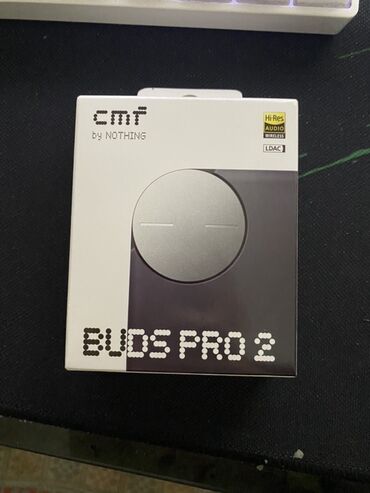 cmf
by NOTHING
Hi-Res
AUDIO
WIRELESS
LDAC
BUDS PRO 2